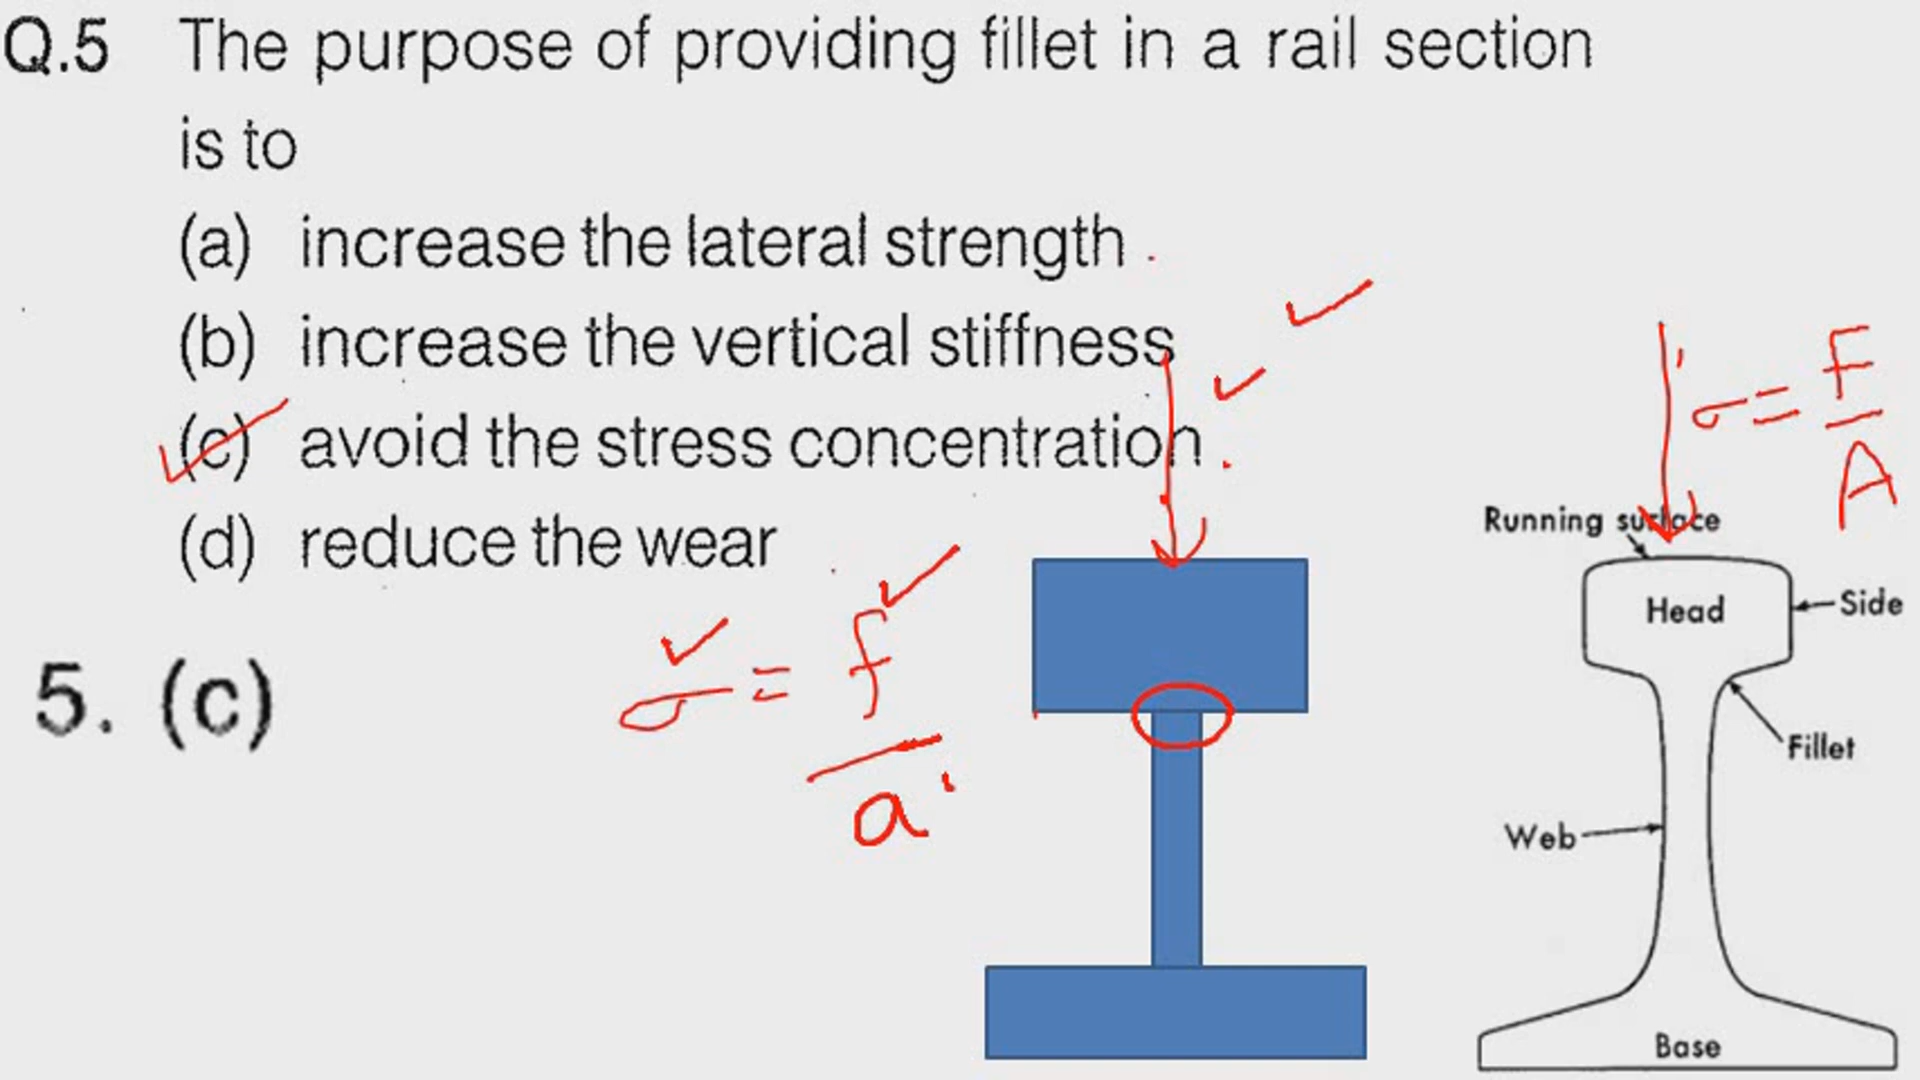 Q.5 The purpose of providing fillet in a rail section
is to
(a) increase the lateral strength
(b) increase the vertical stiffness
(c) avoid the stress concentration.
(d) reduce the wear
5. (c)
σ = f/a
σ = F/A
Running surface
Head
Side
Fillet
Web
Base